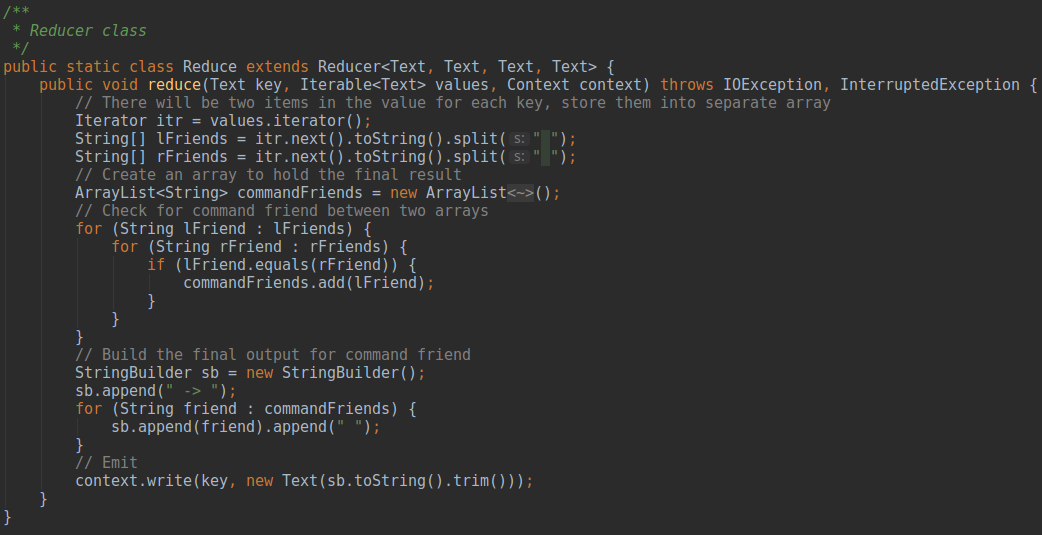 /**
 * Reducer class
 */
public static class Reduce extends Reducer<Text, Text, Text, Text> {
    public void reduce(Text key, Iterable<Text> values, Context context) throws IOException, InterruptedException {
        // There will be two items in the value for each key, store them into separate array
        Iterator itr = values.iterator();
        String[] lFriends = itr.next().toString().split( s: " ");
        String[] rFriends = itr.next().toString().split( s: " ");
        // Create an array to hold the final result
        ArrayList<String> commandFriends = new ArrayList<~>();
        // Check for command friend between two arrays
        for (String lFriend : lFriends) {
            for (String rFriend : rFriends) {
                if (lFriend.equals(rFriend)) {
                    commandFriends.add(lFriend);
                }
            }
        }
        // Build the final output for command friend
        StringBuilder sb = new StringBuilder();
        sb.append(" -> ");
        for (String friend : commandFriends) {
            sb.append(friend).append(" ");
        }
        // Emit
        context.write(key, new Text(sb.toString().trim()));
    }
}